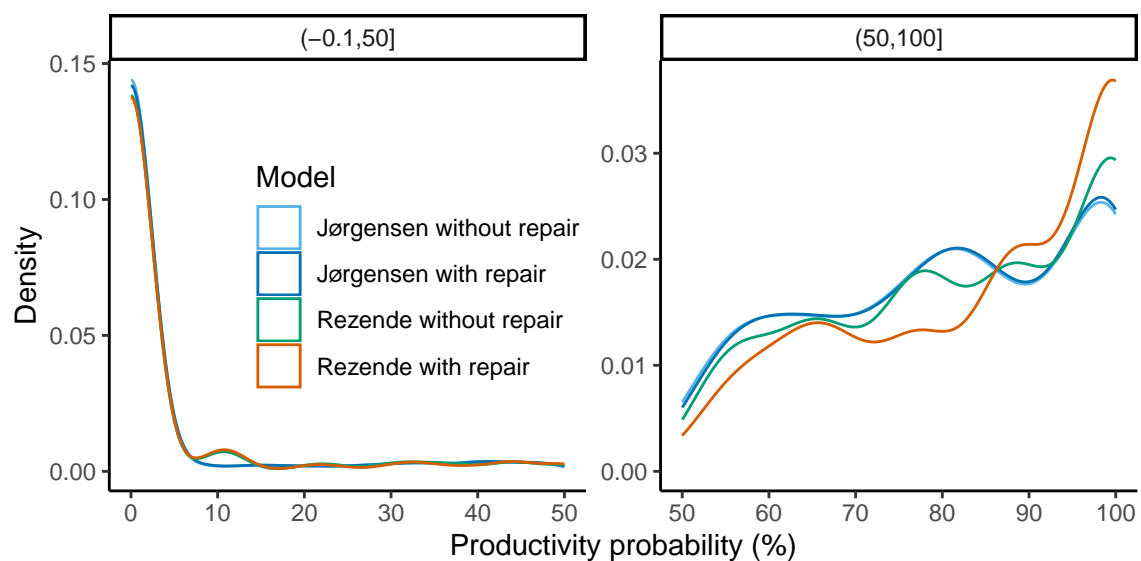 (−0.1,50]
(50,100]
Density
0.15
0.10
0.05
0.00
0.03
0.02
0.01
0.00
Model
Jørgensen without repair
Jørgensen with repair
Rezende without repair
Rezende with repair
0 10 20 30 40 50
50 60 70 80 90 100
Productivity probability (%)